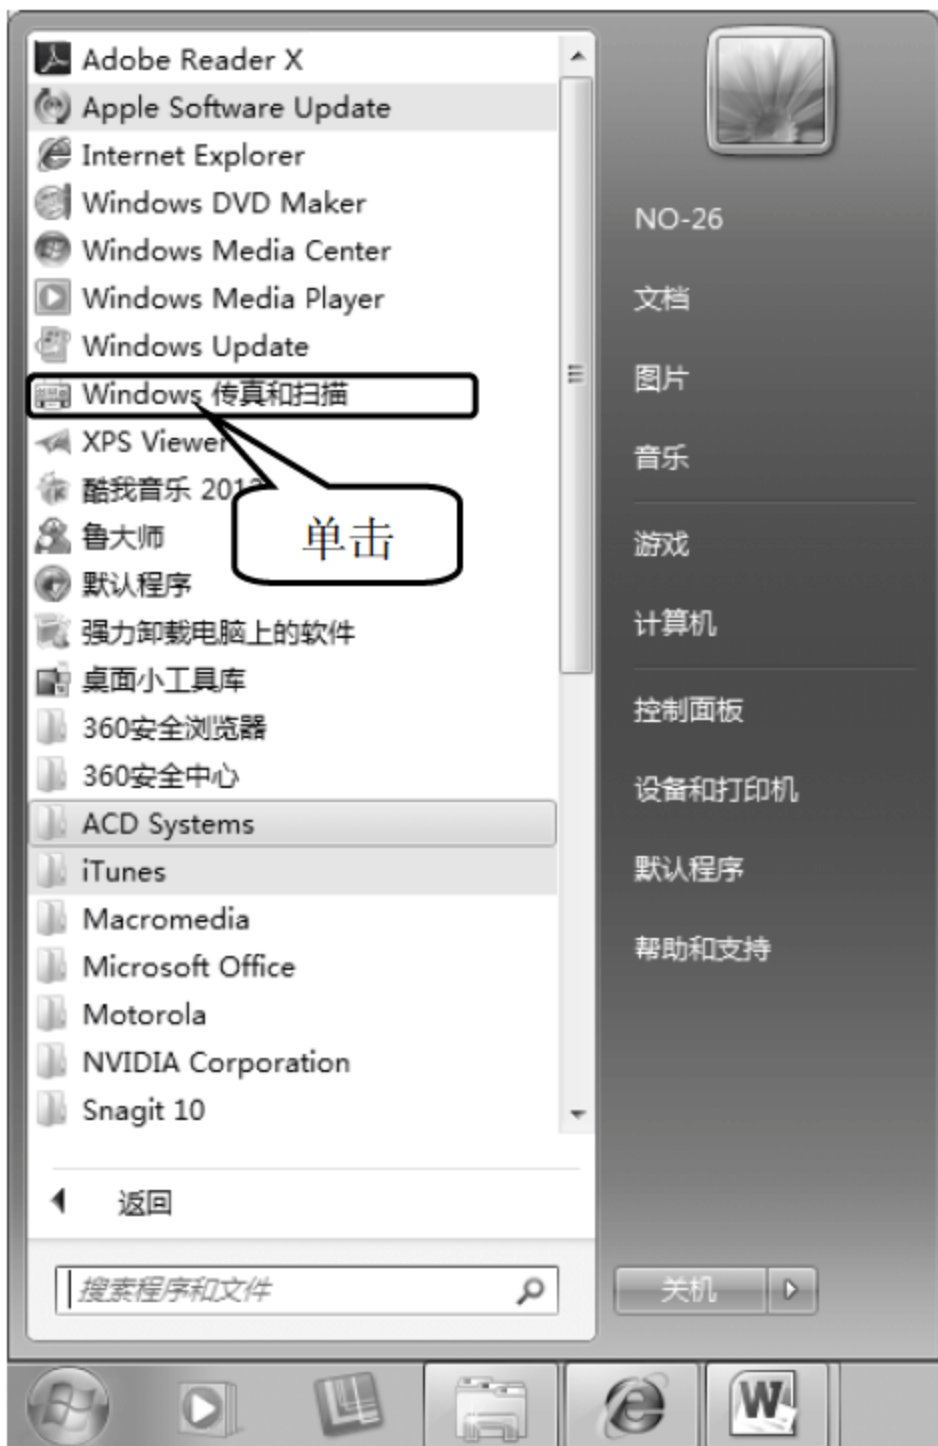 Adobe Reader X
Apple Software Update
Internet Explorer
Windows DVD Maker
Windows Media Center
Windows Media Player
Windows Update
Windows 传真和扫描
XPS Viewer
酷我音乐
单击
鲁大师
默认程序
强力卸载电脑上的软件
桌面小工具库
360安全浏览器
360安全中心
ACD Systems
iTunes
Macromedia
Microsoft Office
Motorola
NVIDIA Corporation
Snagit 10
返回
搜索程序和文件
NO-26
文档
图片
音乐
游戏
计算机
控制面板
设备和打印机
默认程序
帮助和支持
关机
W